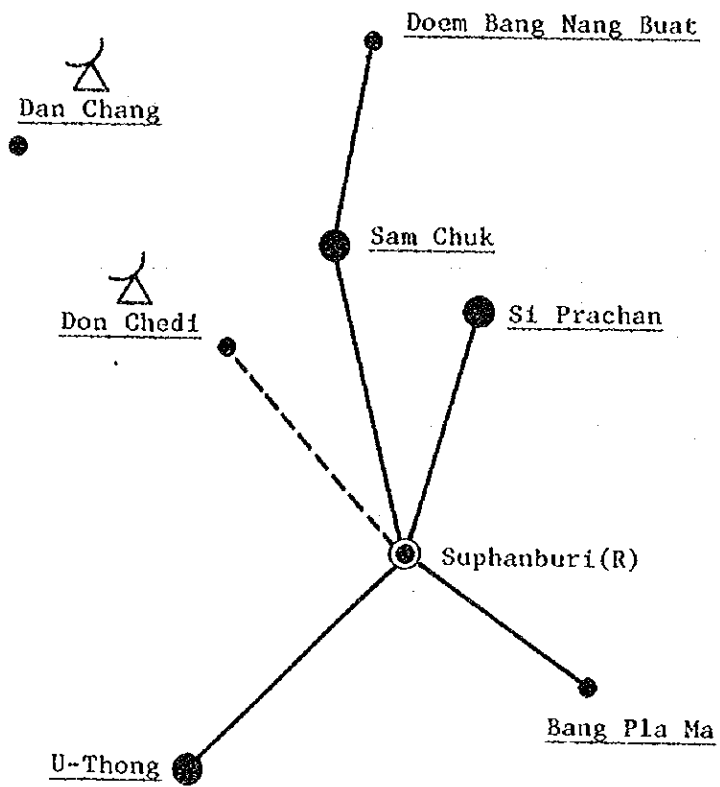 Doem Bang Nang Buat
Dan Chang
Sam Chuk
Don Chedi
Si Prachan
Suphanburi(R)
Bang Pla Ma
U-Thong